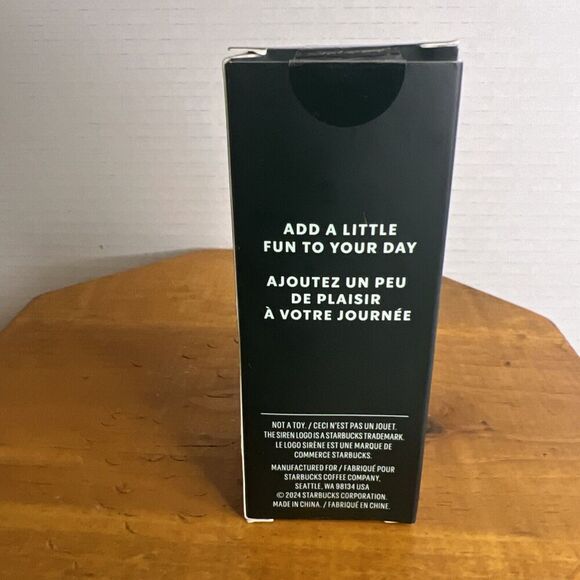 ADD A LITTLE
FUN TO YOUR DAY
AJOUTEZ UN PEU
DE PLAISIR
À VOTRE JOURNÉE
NOT A TOY. / CECI N'EST PAS UN JOUET.
THE SIREN LOGO IS A STARBUCKS TRADEMARK.
LE LOGO SIRÈNE EST UNE MARQUE DE
COMMERCE STARBUCKS.
MANUFACTURED FOR / FABRIQUÉ POUR
STARBUCKS COFFEE COMPANY,
SEATTLE, WA 98134 USA
© 2024 STARBUCKS CORPORATION.
MADE IN CHINA. / FABRIQUÉ EN CHINE.